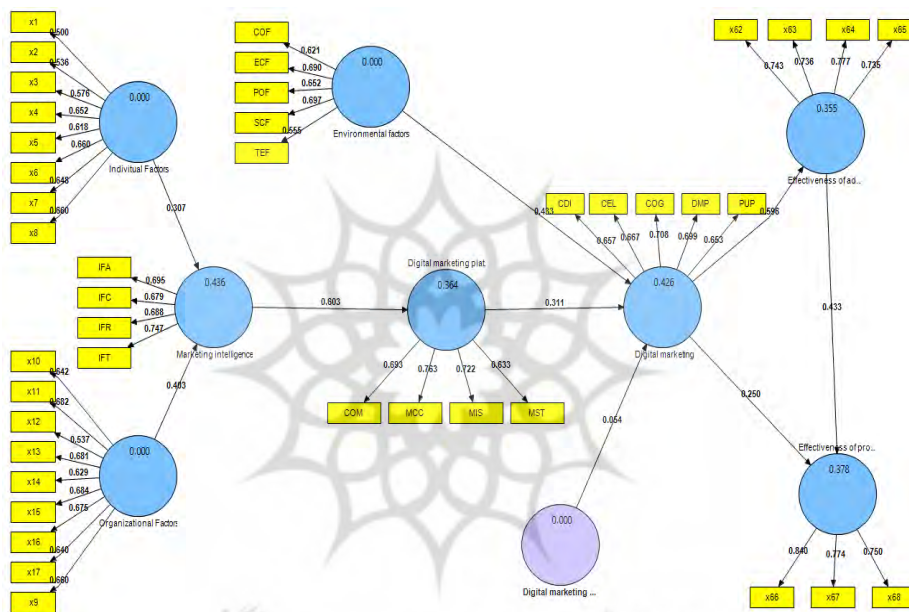 x1
0.500
x2
0.536
x3
0.576
x4
0.652
x5
0.618
x6
0.660
x7
0.648
x8
0.660
0.000
Indivitual Factors
0.307
COF
0.621
ECF
0.690
POF
0.652
SCF
0.697
TEF
0.555
0.000
Environmental factors
x62
x63
x64
x65
0.743
0.736
0.777
0.735
0.355
Effectiveness of ad...
CDI
CEL
COG
DMP
PUP
0.657
0.667
0.708
0.699
0.653
0.596
IFA
0.695
IFC
0.679
IFR
0.688
IFT
0.747
0.436
Marketing intelligence
0.603
Digital marketing plat.
0.364
0.311
0.426
Digital marketing
0.433
0.403
0.693
0.763
0.722
0.633
COM
MCC
MIS
MST
0.054
0.250
x10
0.642
x11
0.682
x12
0.537
x13
0.681
x14
0.629
x15
0.684
x16
0.675
x17
0.640
x9
0.660
0.000
Organizational Factors
0.000
Digital marketing ...
Effectiveness of pro...
0.378
0.840
0.774
0.750
x66
x67
x68